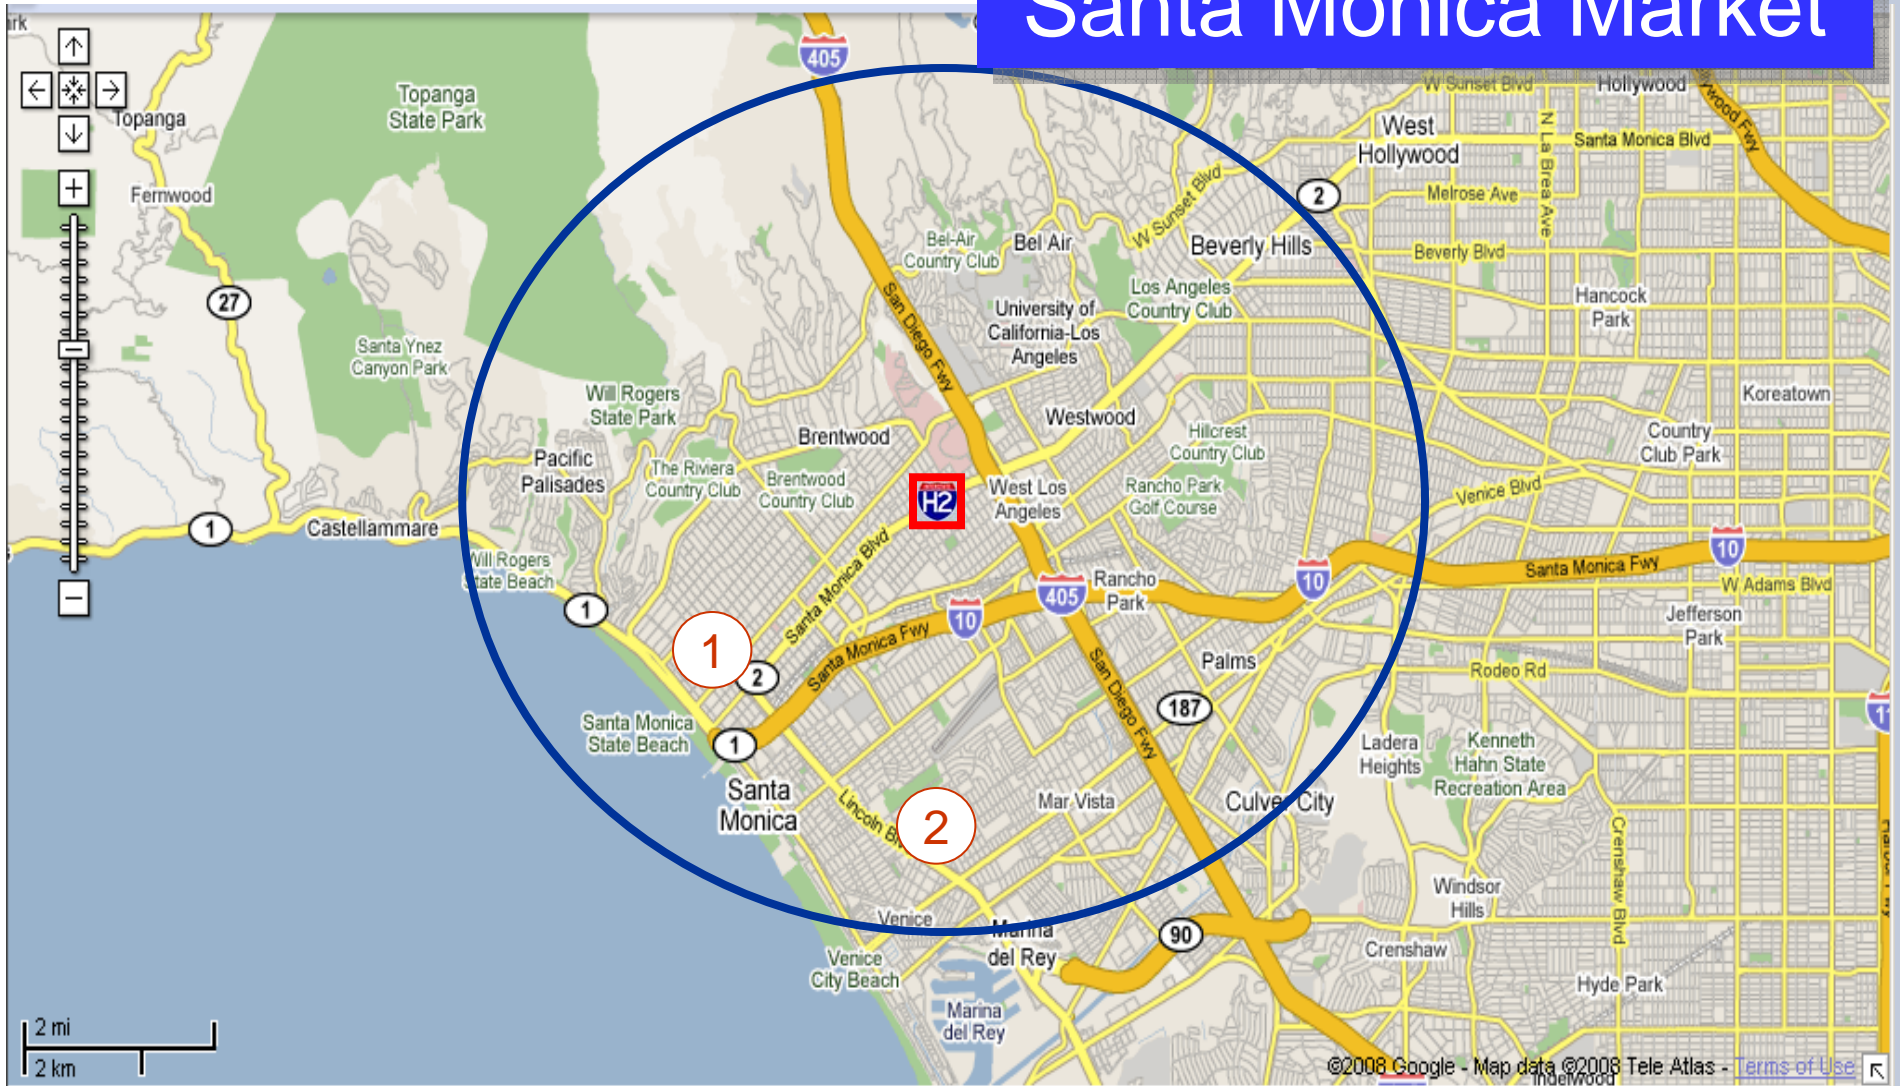 Santa Monica Market
405
Topanga
State Park
Topanga
Fernwood
27
Santa Ynez
Canyon Park
Will Rogers
State Park
W Sunset Blvd
Hollywood
West
Hollywood
N La Brea Ave
Santa Monica Blvd
2
Melrose Ave
W Sunset Blvd
Bel-Air
Country Club
Bel Air
Beverly Hills
Beverly Blvd
Los Angeles
Country Club
Hancock
Park
San Diego Fwy
University of
California-Los
Angeles
Koreatown
Westwood
Brentwood
Hillcrest
Country Club
Country
Club Park
Pacific
Palisades
The Riviera
Country Club
Brentwood
Country Club
H2
West Los
Angeles
Rancho Park
Golf Course
Venice Blvd
1
Castellammare
Will Rogers
State Beach
1
Santa Monica Blvd
10
405
Rancho
Park
10
10
Santa Monica Fwy
W Adams Blvd
Jefferson
Park
1
2
Santa Monica Fwy
San Diego Fwy
Palms
Rodeo Rd
187
Santa Monica
State Beach
1
Santa
Monica
Ladera
Heights
Kenneth
Hahn State
Recreation Area
Lincoln
2
Mar Vista
Culver City
Crenshaw Blvd
Windsor
Hills
Venice
Marina
del Rey
90
Crenshaw
Venice
City Beach
Hyde Park
Marina
del Rey
2 mi
2 km
©2008 Google - Map data ©2008 Tele Atlas - Terms of Use